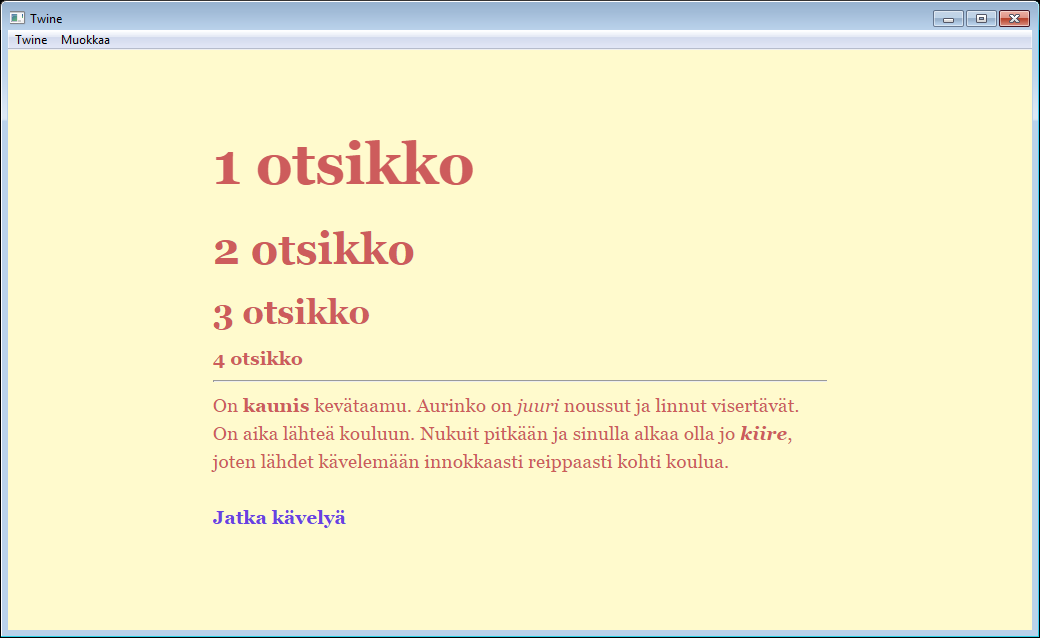 Twine
Twine Muokkaa
1 otsikko
2 otsikko
3 otsikko
4 otsikko
On kaunis kevätaamu. Aurinko on juuri noussut ja linnut visertävät.
On aika lähteä kouluun. Nukuit pitkään ja sinulla alkaa olla jo kiire,
joten lähdet kävelemään innokkaasti reippaasti kohti koulua.
Jatka kävelyä